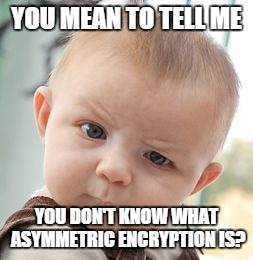 YOU MEAN TO TELL ME
YOU DON'T KNOW WHAT
ASYMMETRIC ENCRYPTION IS?